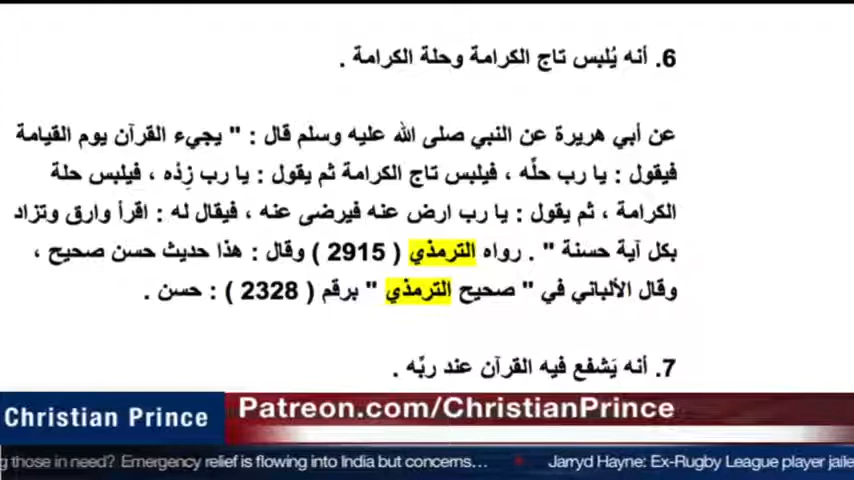 6. أنه يُلبس تاج الكرامة وحلة الكرامة .
عن أبي هريرة عن النبي صلى الله عليه وسلم قال : " يجيء القرآن يوم القيامة
فيقول : يا رب حلِّه ، فيلبس تاج الكرامة ثم يقول : يا رب زِدْه ، فيلبس حلة
الكرامة ، ثم يقول : يا رب ارض عنه فيرضى عنه ، فيقال له : اقرأ وارق وتزاد
بكل آية حسنة " . رواه الترمذي ( 2915 ) وقال : هذا حديث حسن صحيح ،
وقال الألباني في " صحيح الترمذي " برقم ( 2328 ) : حسن .
7. أنه يَشفع فيه القرآن عند ربِّه .
Christian Prince
Patreon.com/ChristianPrince
g those in need? Emergency relief is flowing into India but concerns... Jarryd Hayne: Ex-Rugby League player jaile